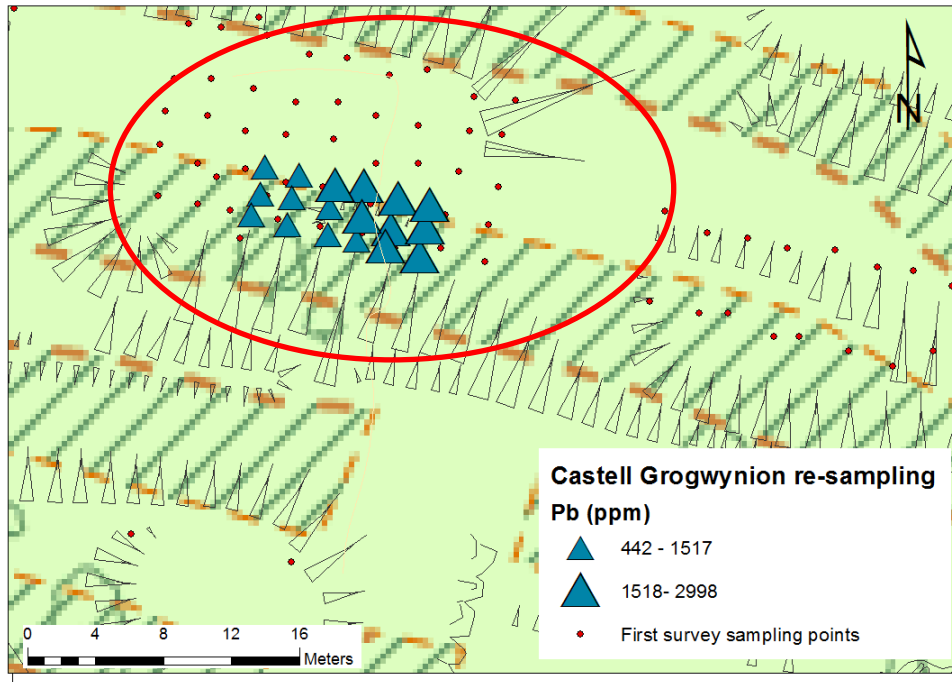 N
Castell Grogwynion re-sampling
Pb (ppm)
442 - 1517
1518- 2998
First survey sampling points
0 4 8 12 16
Meters